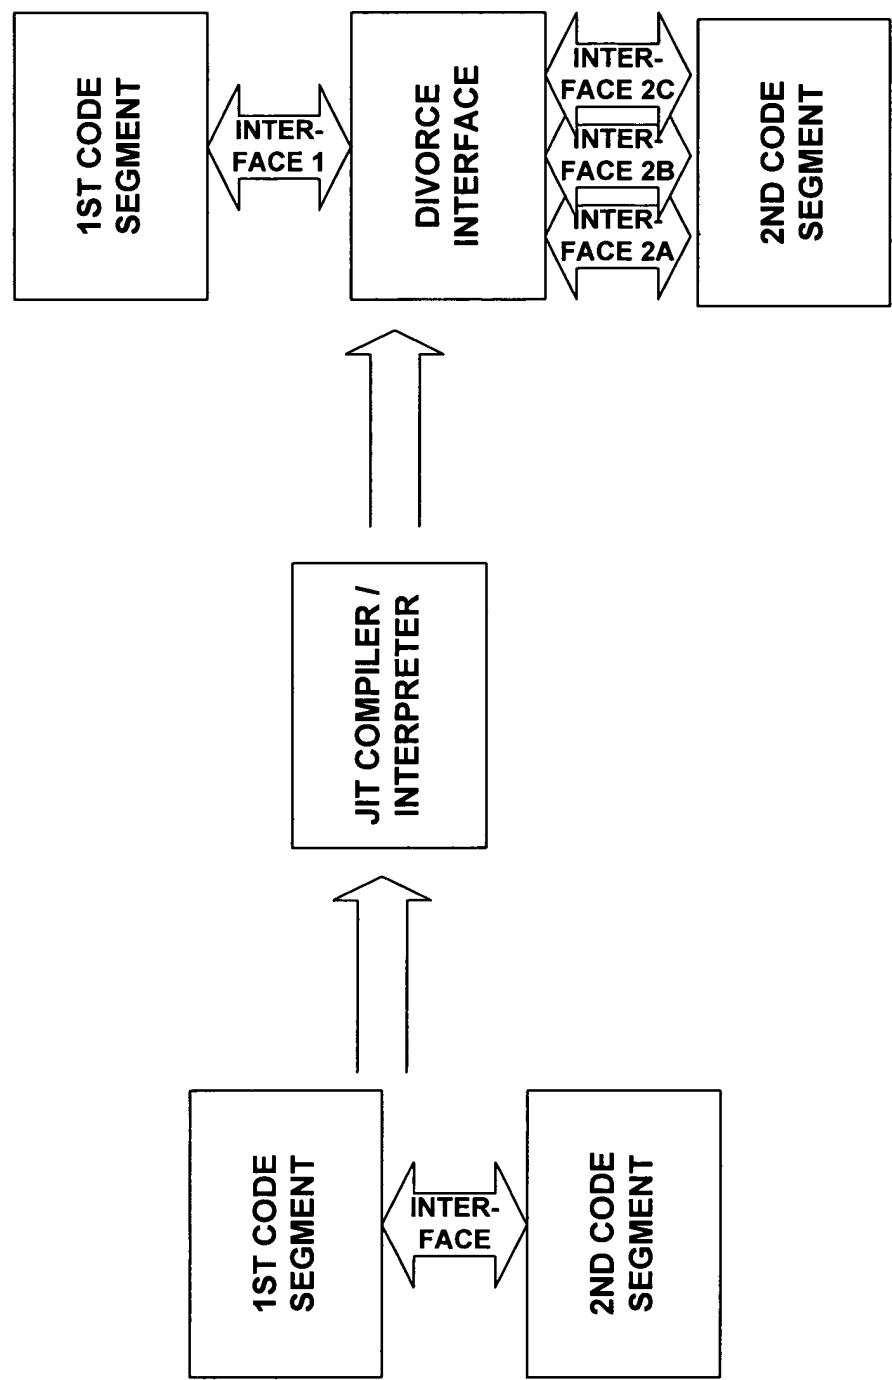 1ST CODE
SEGMENT
INTER-
FACE 1
DIVORCE
INTERFACE
INTER-
FACE 2C
INTER-
FACE 2B
INTER-
FACE 2A
2ND CODE
SEGMENT
JIT COMPILER /
INTERPRETER
1ST CODE
SEGMENT
INTER-
FACE
2ND CODE
SEGMENT